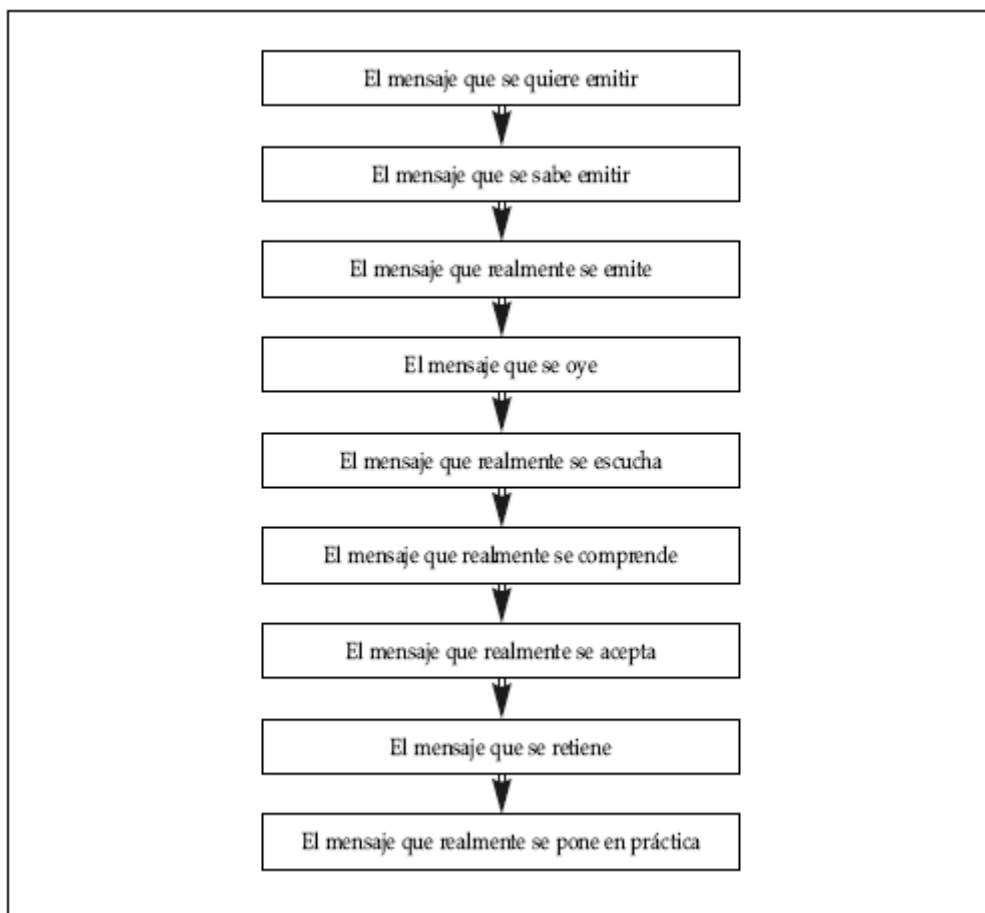 El mensaje que se quiere emitir
El mensaje que se sabe emitir
El mensaje que realmente se emite
El mensaje que se oye
El mensaje que realmente se escucha
El mensaje que realmente se comprende
El mensaje que realmente se acepta
El mensaje que se retiene
El mensaje que realmente se pone en práctica